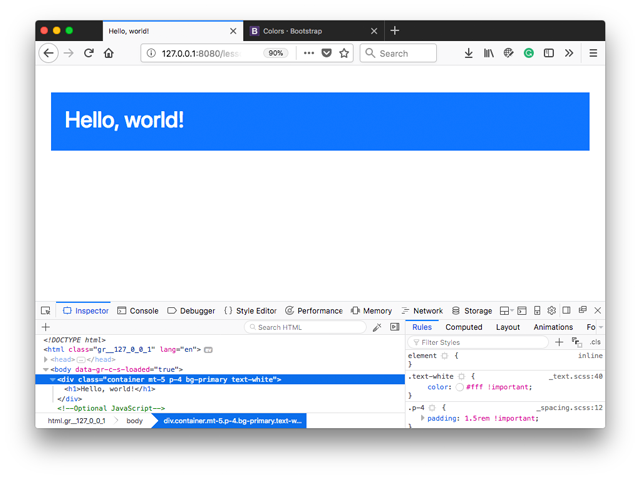 Hello, world!
Colors · Bootstrap
127.0.0.1:8080/less
90%
Search
Hello, world!
Inspector Console Debugger Style Editor Performance Memory Network Storage
Search HTML
Rules Computed Layout Animations Fo
Filter Styles
.cls
<!DOCTYPE html>
<html class="gr__127_0_0_1" lang="en">
<head>…</head>
<body data-gr-c-s-loaded="true">
<div class="container mt-5 p-4 bg-primary text-white">
<h1>Hello, world!</h1>
</div>
<!--Optional JavaScript-->
element { inline
}
.text-white { _text.scss:40
color: #fff !important;
}
.p-4 { _spacing.scss:12
padding: 1.5rem !important;
html.gr__127_0_0_1 body div.container.mt-5.p-4.bg-primary.text-w...